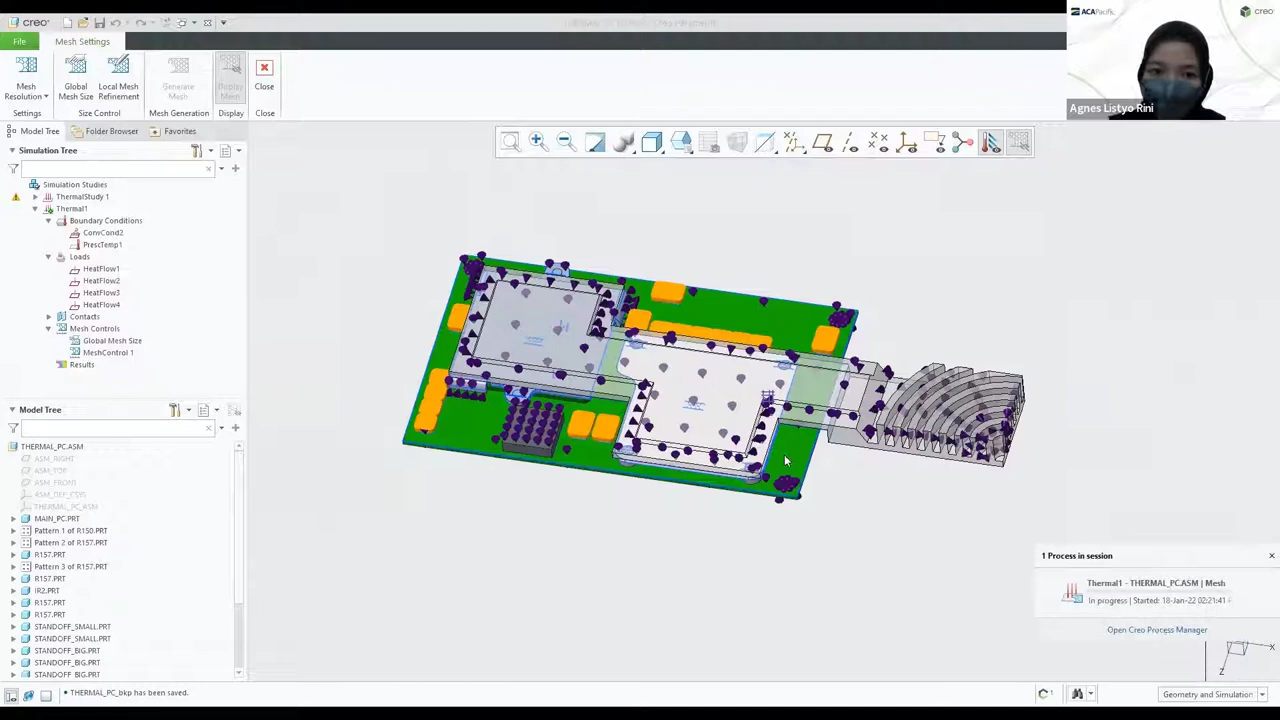 creo
ACAPacific
creo
File
Mesh Settings
Mesh
Resolution
Global
Mesh Size
Local Mesh
Refinement
Generate
Mesh
Display
Mesh
Close
Settings
Size Control
Mesh Generation
Display
Close
Agnes Listyo Rini
Model Tree
Folder Browser
Favorites
Simulation Tree
Simulation Studies
ThermalStudy 1
Thermal1
Boundary Conditions
ConvCond2
PrescTemp1
Loads
HeatFlow1
HeatFlow2
HeatFlow3
HeatFlow4
Contacts
Mesh Controls
Global Mesh Size
MeshControl 1
Results
Model Tree
THERMAL_PC.ASM
ASM_RIGHT
ASM_TOP
ASM_FRONT
ASM_DEF_CSYS
THERMAL_PC_ASM
MAIN_PC.PRT
Pattern 1 of R150.PRT
Pattern 2 of R157.PRT
R157.PRT
Pattern 3 of R157.PRT
R157.PRT
IR2.PRT
R157.PRT
R157.PRT
STANDOFF_SMALL.PRT
STANDOFF_SMALL.PRT
STANDOFF_BIG.PRT
STANDOFF_BIG.PRT
STANDOFF_BIG.PRT
1 Process in session
Thermal1 - THERMAL_PC.ASM | Mesh
In progress | Started: 18-Jan-22 02:21:41
Open Creo Process Manager
X
Z
• THERMAL_PC_bkp has been saved.
1
Geometry and Simulation